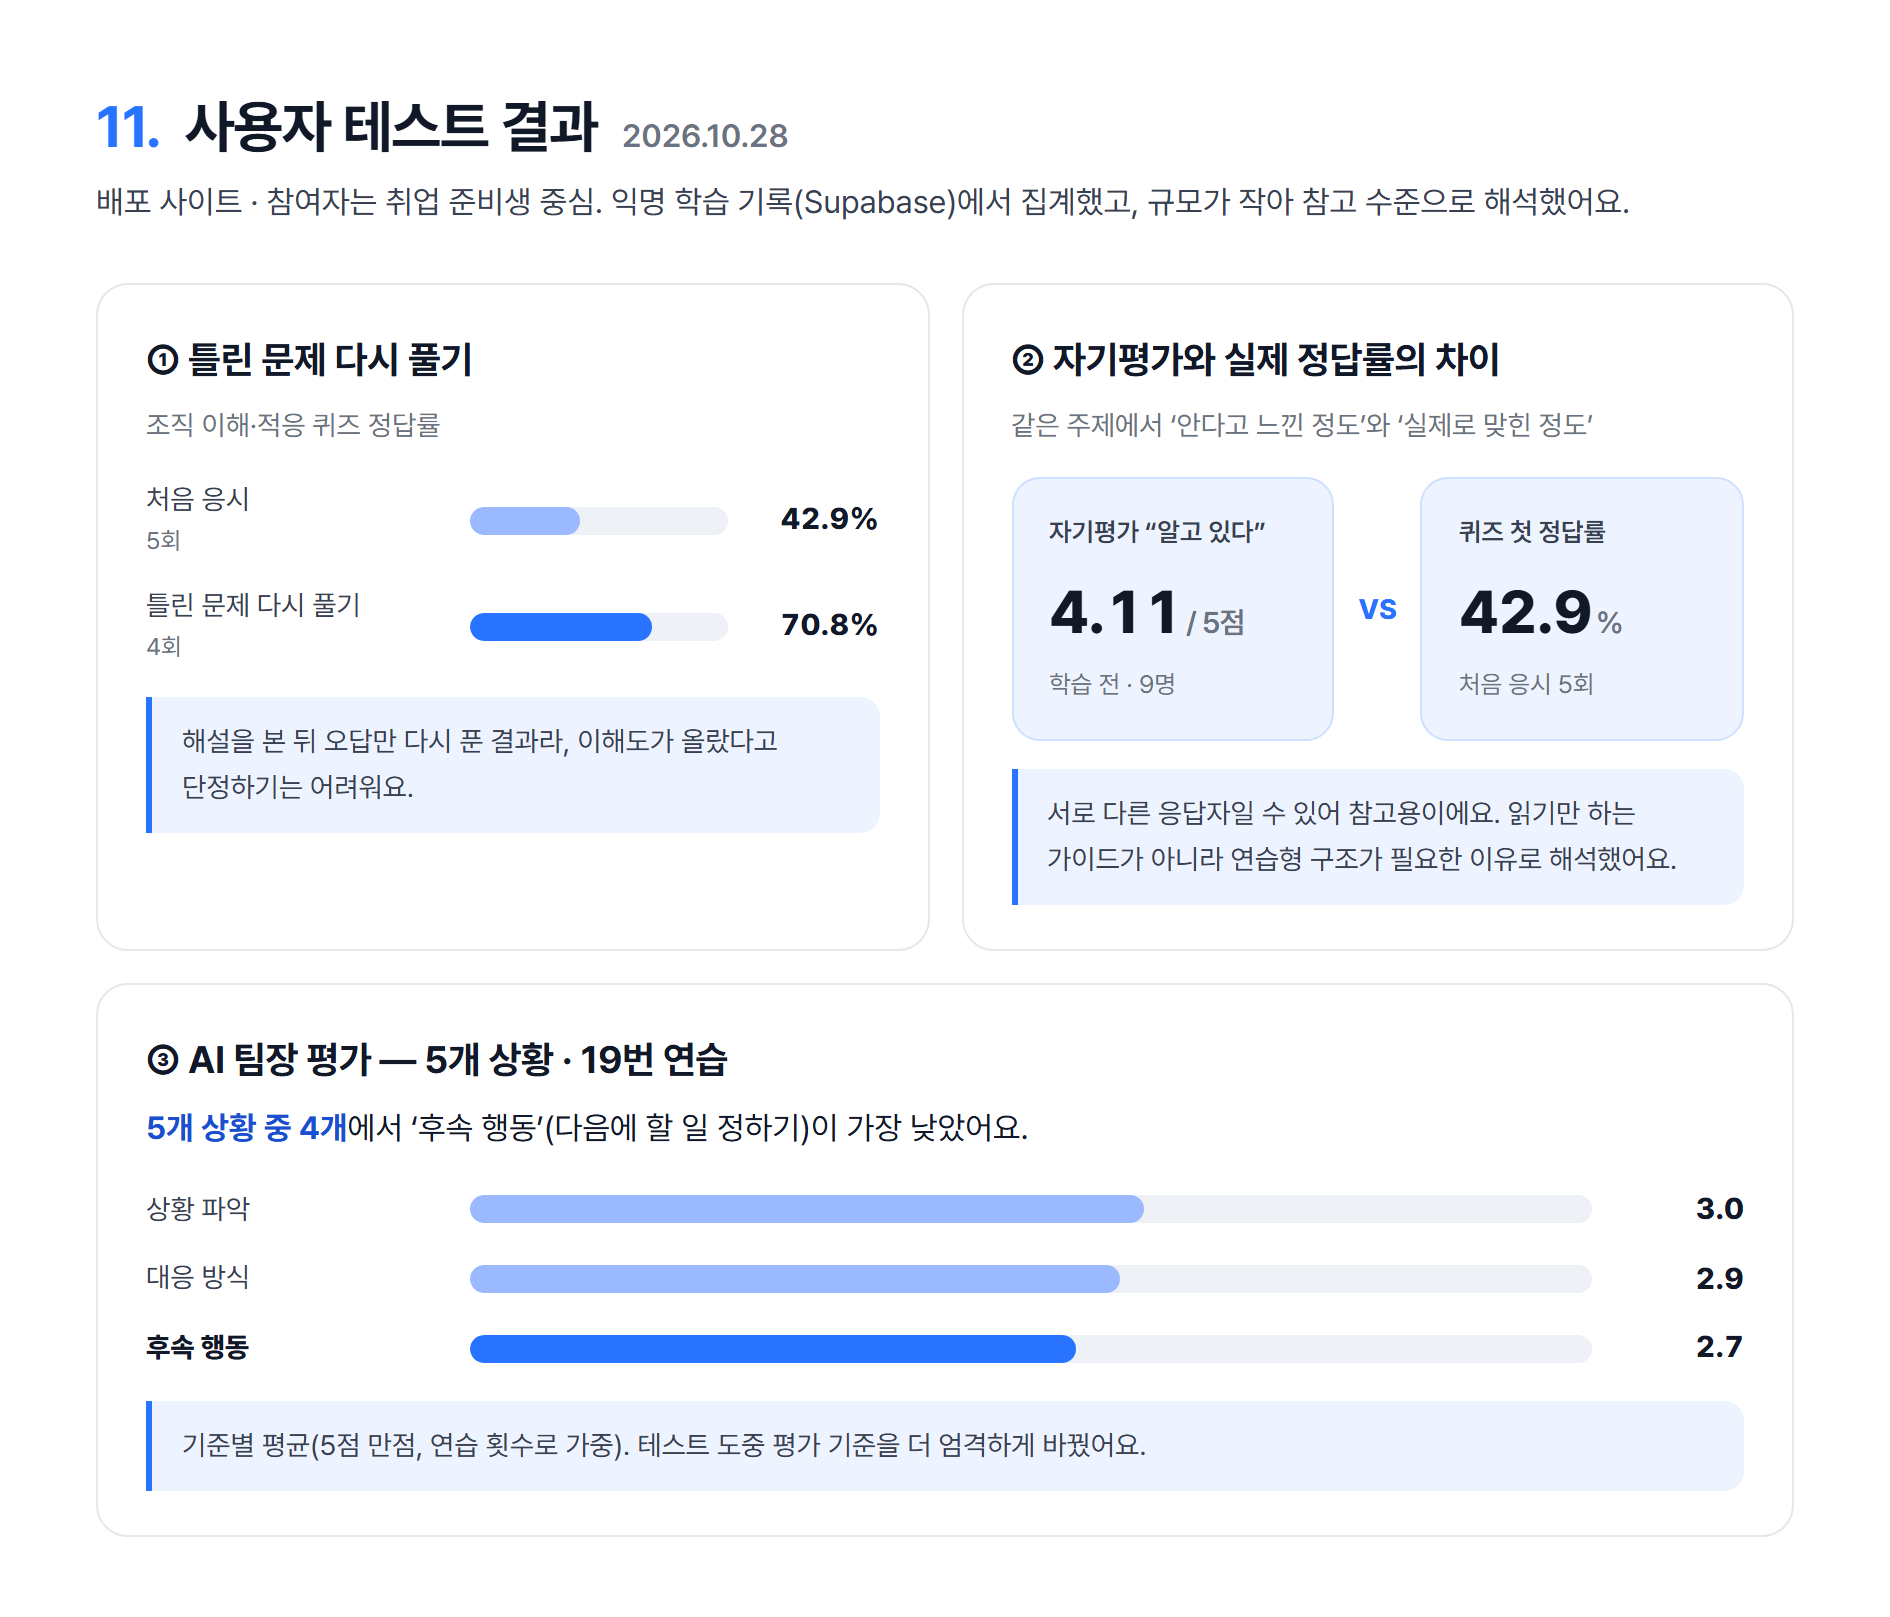 11. 사용자 테스트 결과 2026.10.28
배포 사이트 · 참여자는 취업 준비생 중심. 익명 학습 기록(Supabase)에서 집계했고, 규모가 작아 참고 수준으로 해석했어요.
① 틀린 문제 다시 풀기
조직 이해·적응 퀴즈 정답률
처음 응시
5회
42.9%
틀린 문제 다시 풀기
4회
70.8%
해설을 본 뒤 오답만 다시 푼 결과라, 이해도가 올랐다고
단정하기는 어려워요.
② 자기평가와 실제 정답률의 차이
같은 주제에서 ‘안다고 느낀 정도’와 ‘실제로 맞힌 정도’
자기평가 “알고 있다”
4.11 / 5점
학습 전 · 9명
vs
퀴즈 첫 정답률
42.9 %
처음 응시 5회
서로 다른 응답자일 수 있어 참고용이에요. 읽기만 하는
가이드가 아니라 연습형 구조가 필요한 이유로 해석했어요.
③ AI 팀장 평가 — 5개 상황 · 19번 연습
5개 상황 중 4개에서 ‘후속 행동’(다음에 할 일 정하기)이 가장 낮았어요.
상황 파악 3.0
대응 방식 2.9
후속 행동 2.7
기준별 평균(5점 만점, 연습 횟수로 가중). 테스트 도중 평가 기준을 더 엄격하게 바꿨어요.